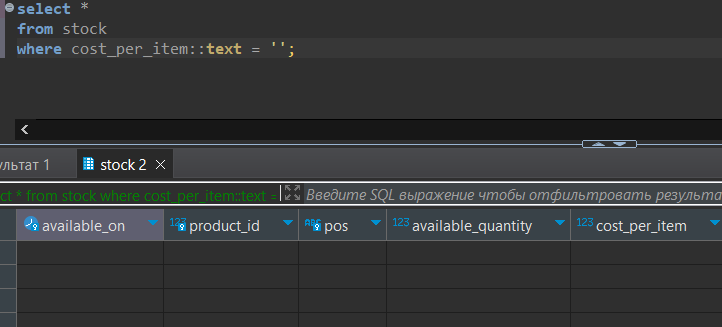 select *
from stock
where cost_per_item::text = '';
ультат 1
stock 2
ct * from stock where cost_per_item::text = Введите SQL выражение чтобы отфильтровать результа
available_on 123 product_id ABC pos 123 available_quantity 123 cost_per_item